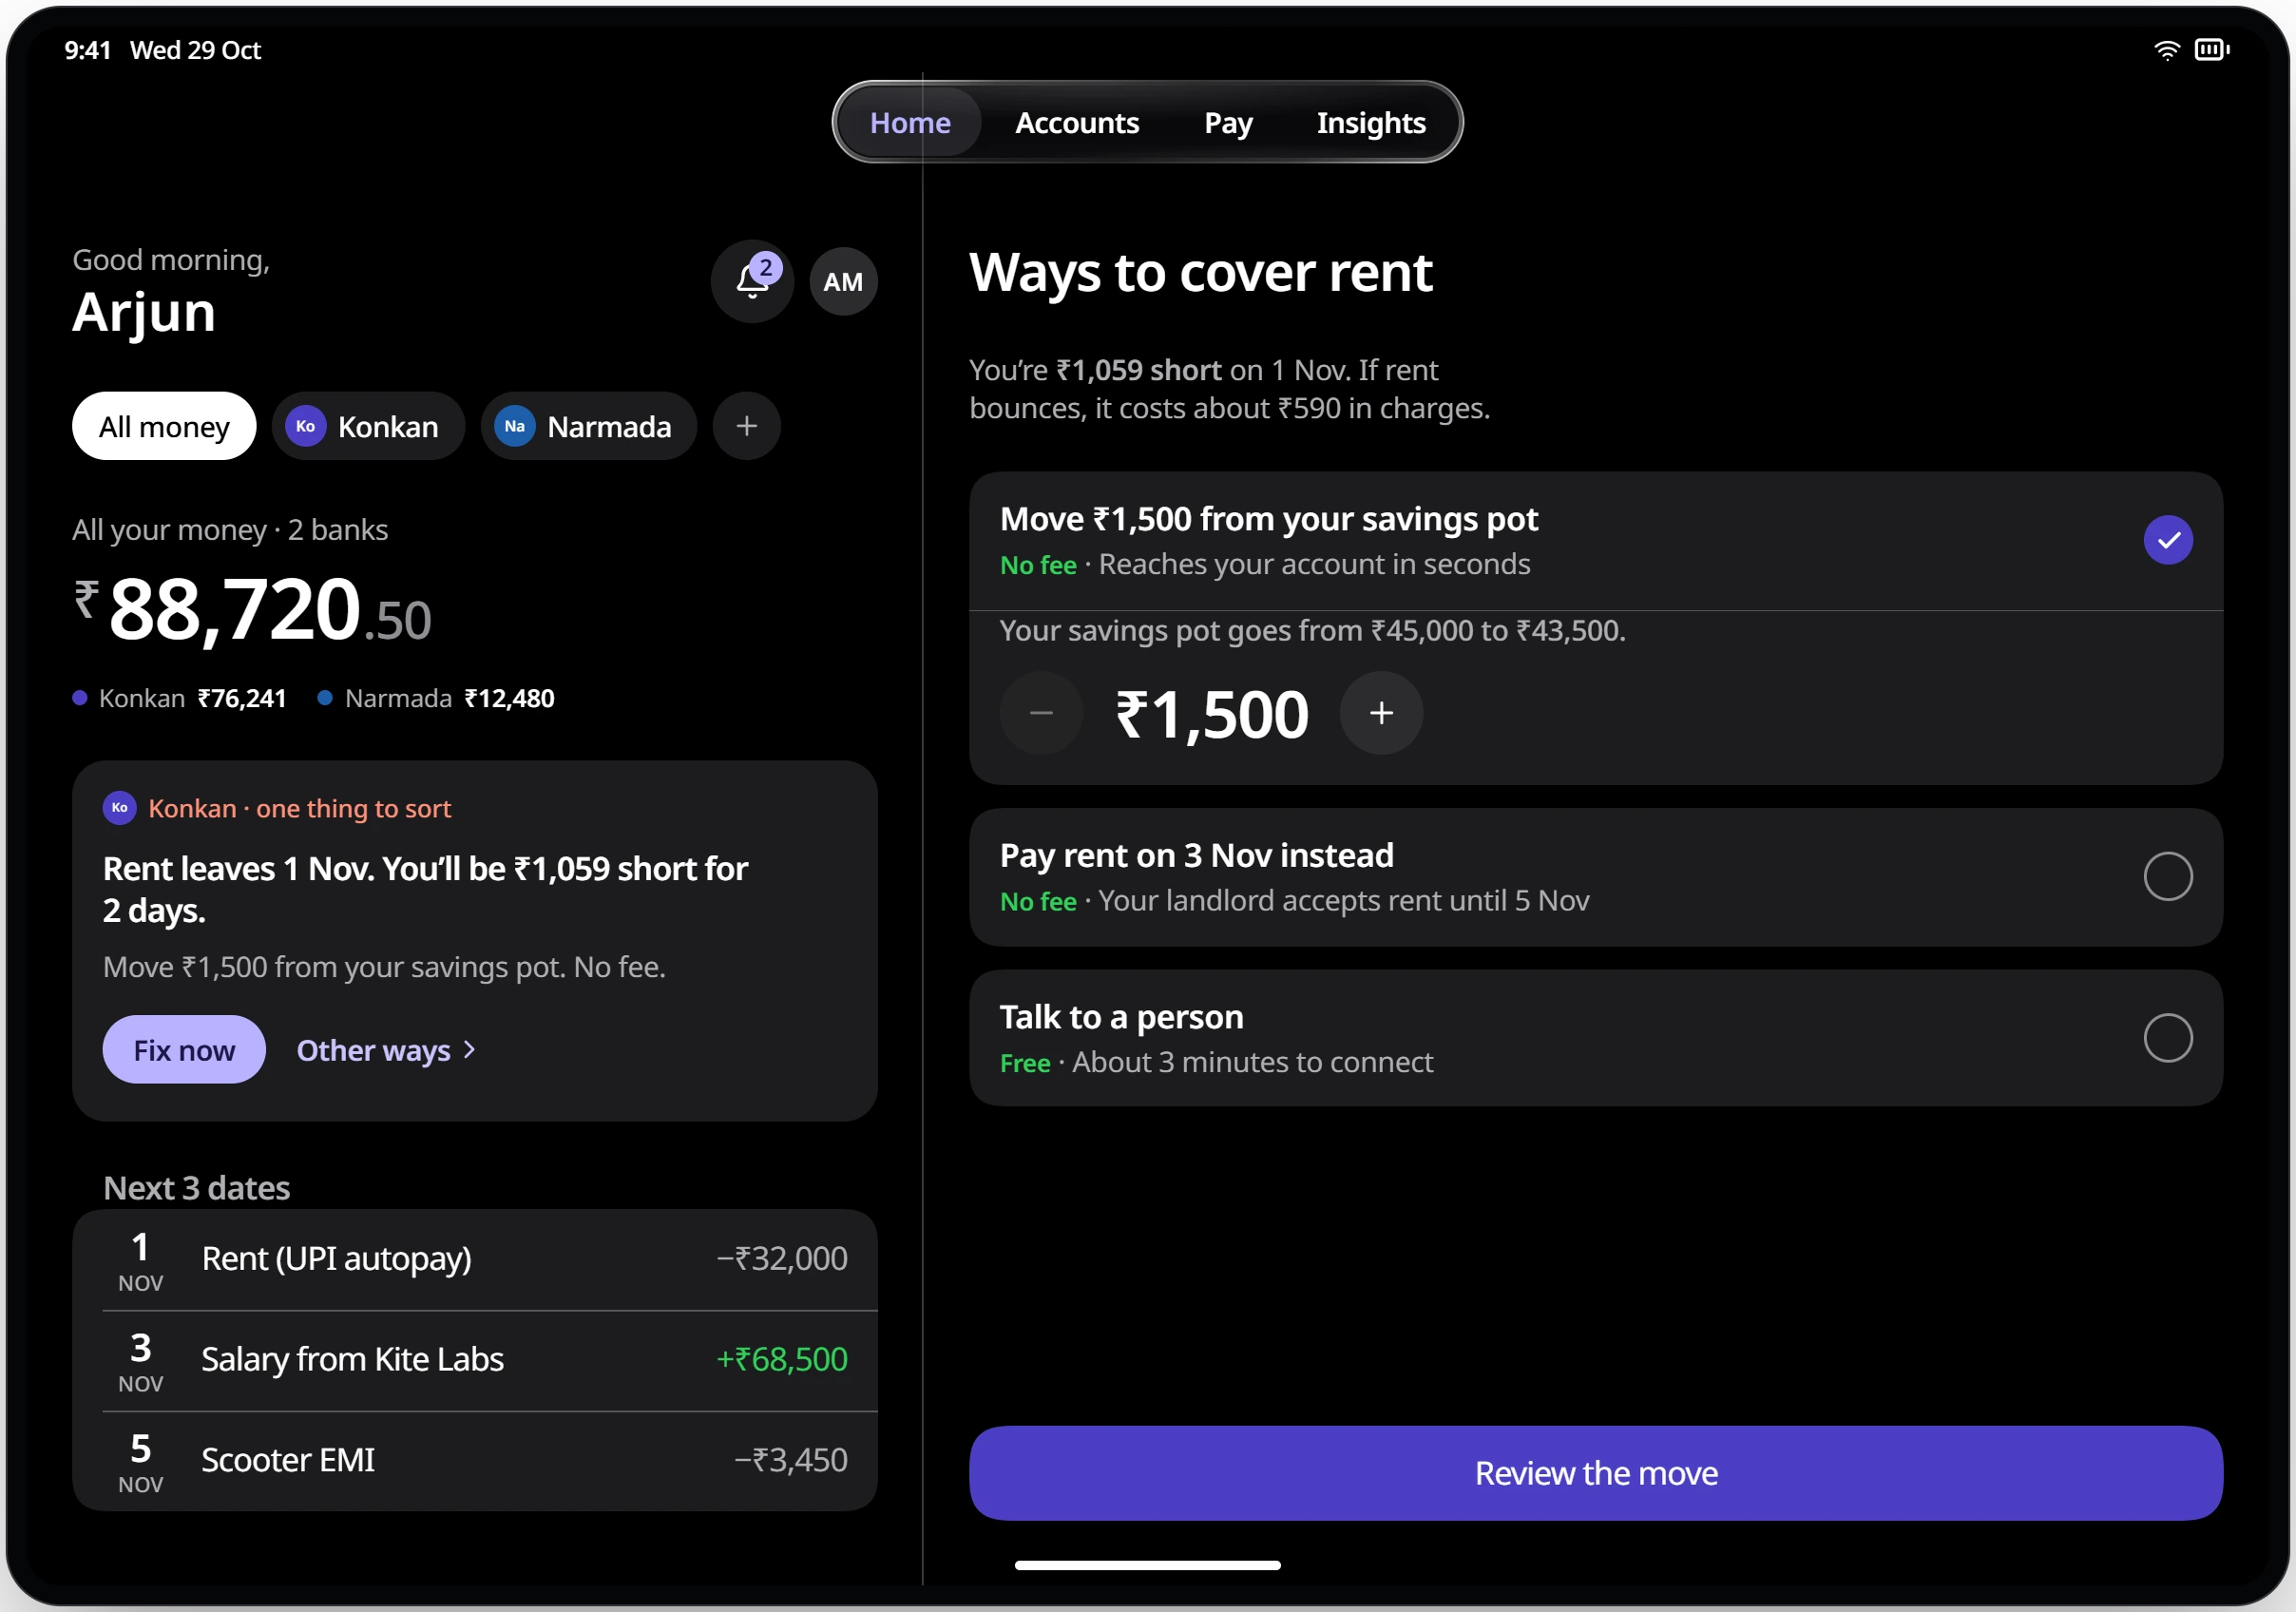 9:41 Wed 29 Oct
Home Accounts Pay Insights
Good morning,
Arjun
2
AM
All money
Ko Konkan
Na Narmada
All your money · 2 banks
₹88,720.50
Konkan ₹76,241 Narmada ₹12,480
Ko Konkan · one thing to sort
Rent leaves 1 Nov. You’ll be ₹1,059 short for
2 days.
Move ₹1,500 from your savings pot. No fee.
Fix now Other ways
Next 3 dates
1 NOV Rent (UPI autopay) −₹32,000
3 NOV Salary from Kite Labs +₹68,500
5 NOV Scooter EMI −₹3,450
Ways to cover rent
You’re ₹1,059 short on 1 Nov. If rent
bounces, it costs about ₹590 in charges.
Move ₹1,500 from your savings pot
No fee · Reaches your account in seconds
Your savings pot goes from ₹45,000 to ₹43,500.
− ₹1,500 +
Pay rent on 3 Nov instead
No fee · Your landlord accepts rent until 5 Nov
Talk to a person
Free · About 3 minutes to connect
Review the move